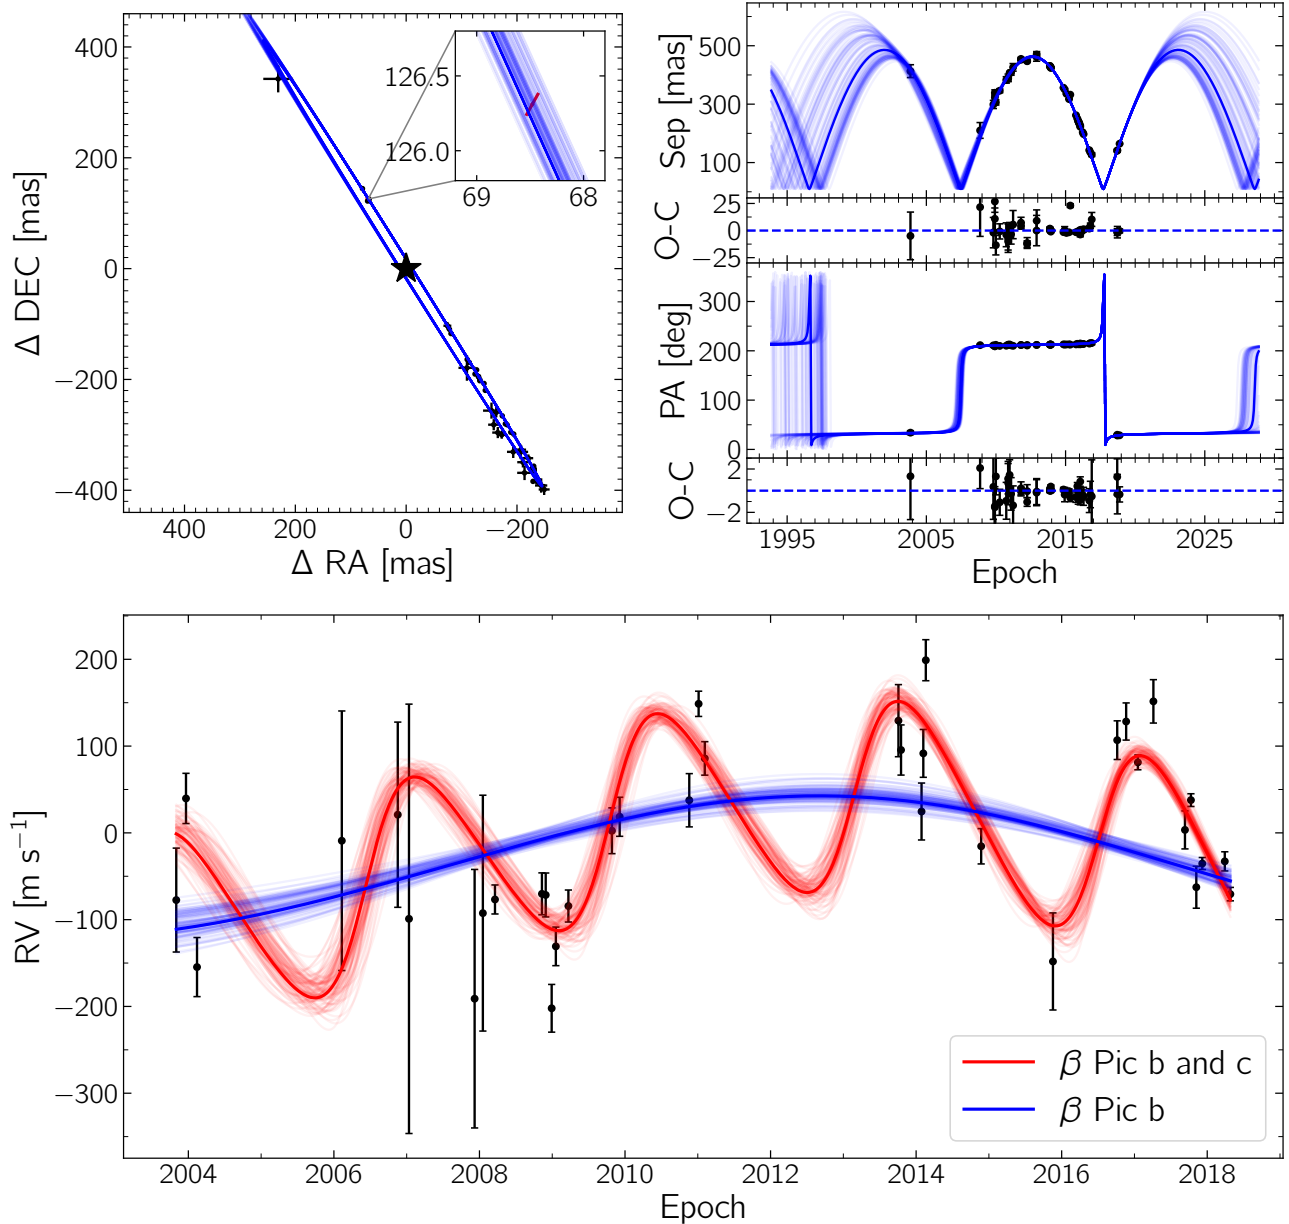 400
200
0
−200
−400
Δ DEC [mas]
400 200 0 −200
Δ RA [mas]
126.5
126.0
69 68
500
300
100
Sep [mas]
25
0
−25
O-C
300
200
100
0
PA [deg]
2
0
−2
O-C
1995 2005 2015 2025
Epoch
200
100
0
−100
−200
−300
RV [m s⁻¹]
β Pic b and c
β Pic b
2004 2006 2008 2010 2012 2014 2016 2018
Epoch